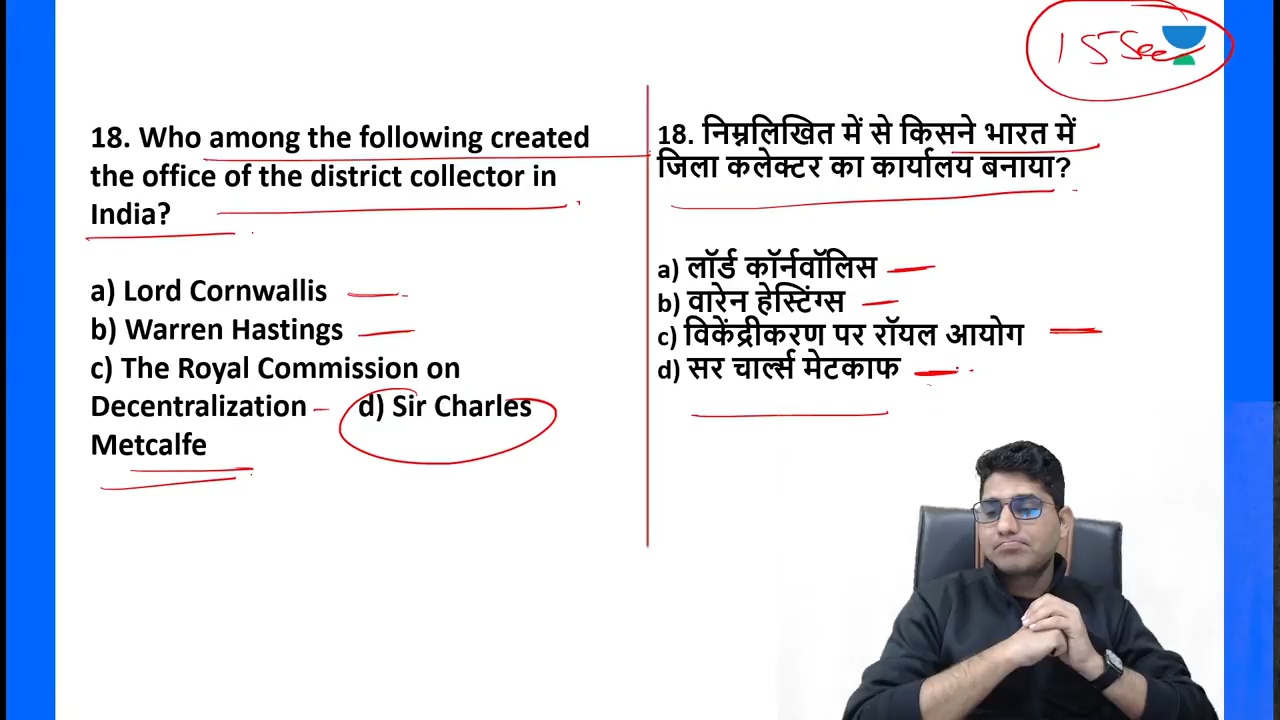 15 Sec
18. Who among the following created
the office of the district collector in
India?
a) Lord Cornwallis
b) Warren Hastings
c) The Royal Commission on
Decentralization d) Sir Charles
Metcalfe
18. निम्नलिखित में से किसने भारत में
जिला कलेक्टर का कार्यालय बनाया?
a) लॉर्ड कॉर्नवॉलिस
b) वारेन हेस्टिंग्स
c) विकेंद्रीकरण पर रॉयल आयोग
d) सर चार्ल्स मेटकाफ